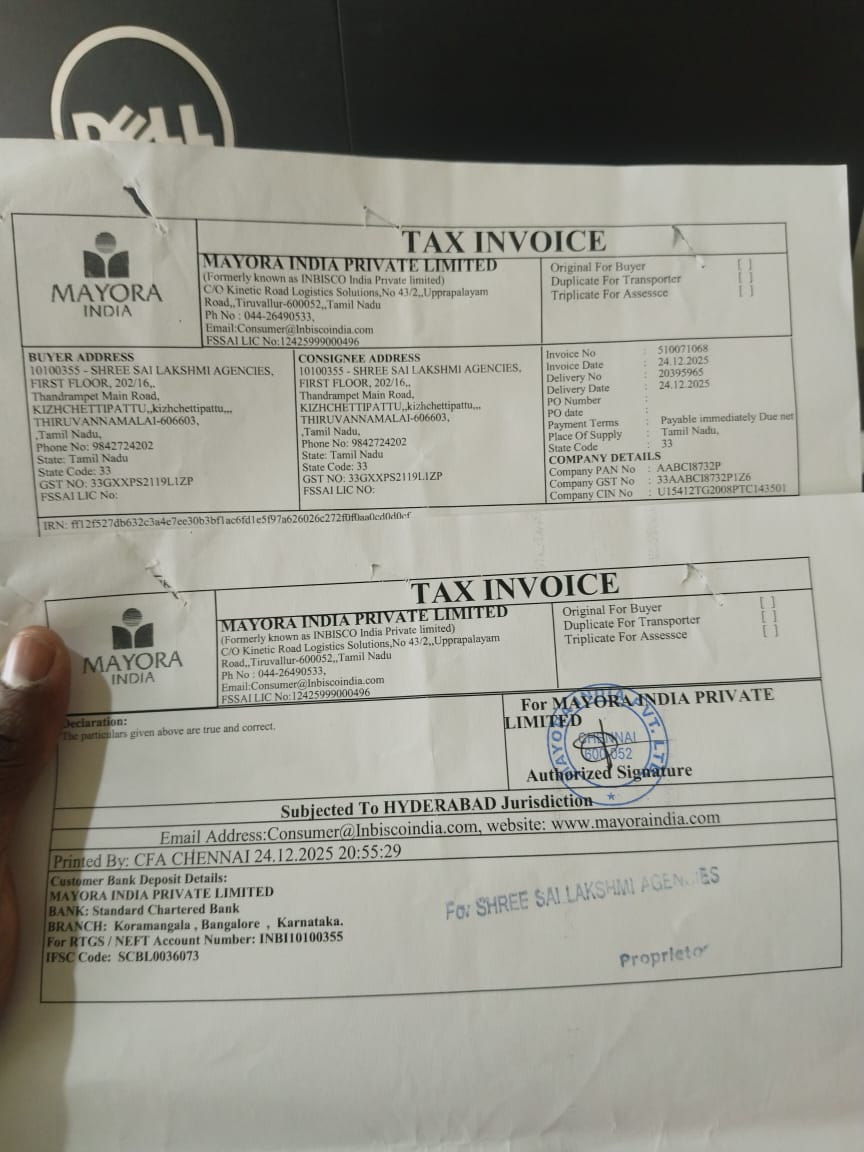 DELL
TAX INVOICE
MAYORA
INDIA
MAYORA INDIA PRIVATE LIMITED
(Formerly known as INBISCO India Private limited)
C/O Kinetic Road Logistics Solutions,No 43/2,,Upprapalayam
Road,,Tiruvallur-600052,,Tamil Nadu
Ph No : 044-26490533,
Email:Consumer@Inbiscoindia.com
FSSAI LIC No:12425999000496
Original For Buyer [ ]
Duplicate For Transporter [ ]
Triplicate For Assessce [ ]
BUYER ADDRESS
10100355 - SHREE SAI LAKSHMI AGENCIES,
FIRST FLOOR, 202/16,.
Thandrampet Main Road,
KIZHCHETTIPATTU,,kizhchettipattu,,,
THIRUVANNAMALAI-606603,
,Tamil Nadu,
Phone No: 9842724202
State: Tamil Nadu
State Code: 33
GST NO: 33GXXPS2119L1ZP
FSSAI LIC No:
CONSIGNEE ADDRESS
10100355 - SHREE SAI LAKSHMI AGENCIES,
FIRST FLOOR, 202/16,.
Thandrampet Main Road,
KIZHCHETTIPATTU,,kizhchettipattu,,,
THIRUVANNAMALAI-606603,
,Tamil Nadu,
Phone No: 9842724202
State: Tamil Nadu
State Code: 33
GST NO: 33GXXPS2119L1ZP
FSSAI LIC NO:
Invoice No : 510071068
Invoice Date : 24.12.2025
Delivery No : 20395965
Delivery Date : 24.12.2025
PO Number :
PO date :
Payment Terms : Payable immediately Due net
Place Of Supply : Tamil Nadu,
State Code : 33
COMPANY DETAILS
Company PAN No : AABCI8732P
Company GST No : 33AABCI8732P1Z6
Company CIN No : U15412TG2008PTC143501
IRN:
TAX INVOICE
MAYORA
INDIA
MAYORA INDIA PRIVATE LIMITED
(Formerly known as INBISCO India Private limited)
C/O Kinetic Road Logistics Solutions,No 43/2,,Upprapalayam
Road,,Tiruvallur-600052,,Tamil Nadu
Ph No : 044-26490533,
Email:Consumer@Inbiscoindia.com
FSSAI LIC No:12425999000496
Original For Buyer [ ]
Duplicate For Transporter [ ]
Triplicate For Assessce [ ]
Declaration:
The particulars given above are true and correct.
For MAYORA INDIA PRIVATE
LIMITED
MAYORA INDIA PVT. LTD
CHENNAI
600 052
Authorized Signature
Subjected To HYDERABAD Jurisdiction
Email Address:Consumer@Inbiscoindia.com, website: www.mayoraindia.com
Printed By: CFA CHENNAI 24.12.2025 20:55:29
Customer Bank Deposit Details:
MAYORA INDIA PRIVATE LIMITED
BANK: Standard Chartered Bank
BRANCH: Koramangala , Bangalore , Karnataka.
For RTGS / NEFT Account Number: INBI10100355
IFSC Code: SCBL0036073
For SHREE SAI LAKSHMI AGENCIES
Proprietor